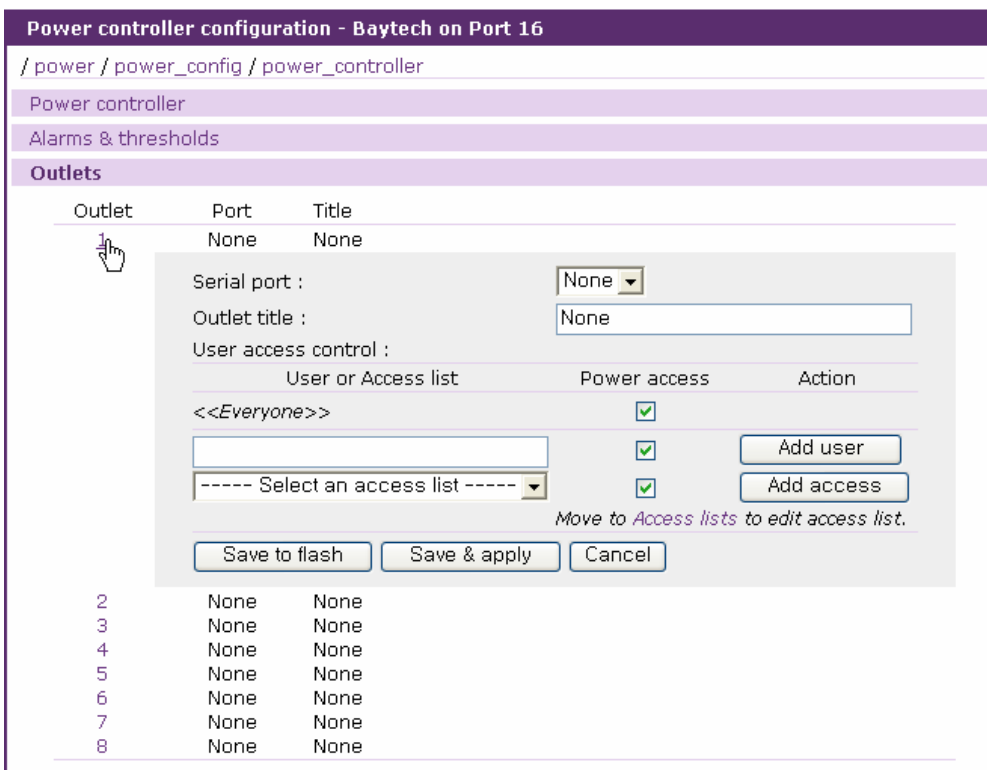 Power controller configuration - Baytech on Port 16
/ power / power_config / power_controller
Power controller
Alarms & thresholds
Outlets
Outlet Port Title
1 None None
Serial port : None
Outlet title : None
User access control :
User or Access list Power access Action
<<Everyone>>
Add user
----- Select an access list ----- Add access
Move to Access lists to edit access list.
Save to flash Save & apply Cancel
2 None None
3 None None
4 None None
5 None None
6 None None
7 None None
8 None None